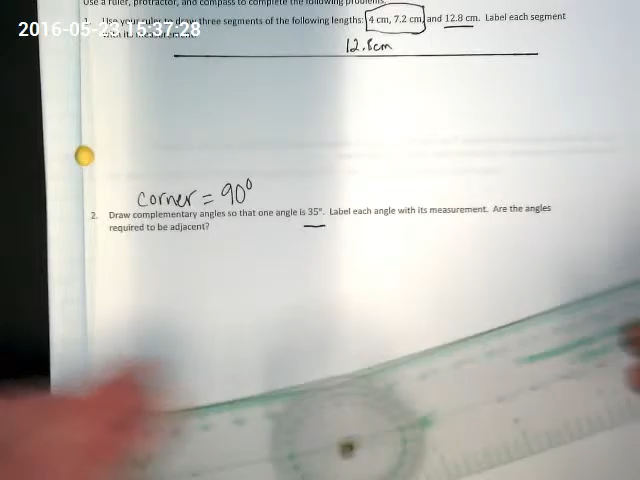 Use a ruler, protractor, and compass to complete the following problems.
Use your ruler to draw three segments of the following lengths: 4 cm, 7.2 cm, and 12.8 cm. Label each segment
2016-05-23 15:37:28
12.8cm
corner = 90°
2. Draw complementary angles so that one angle is 35°. Label each angle with its measurement. Are the angles
required to be adjacent?